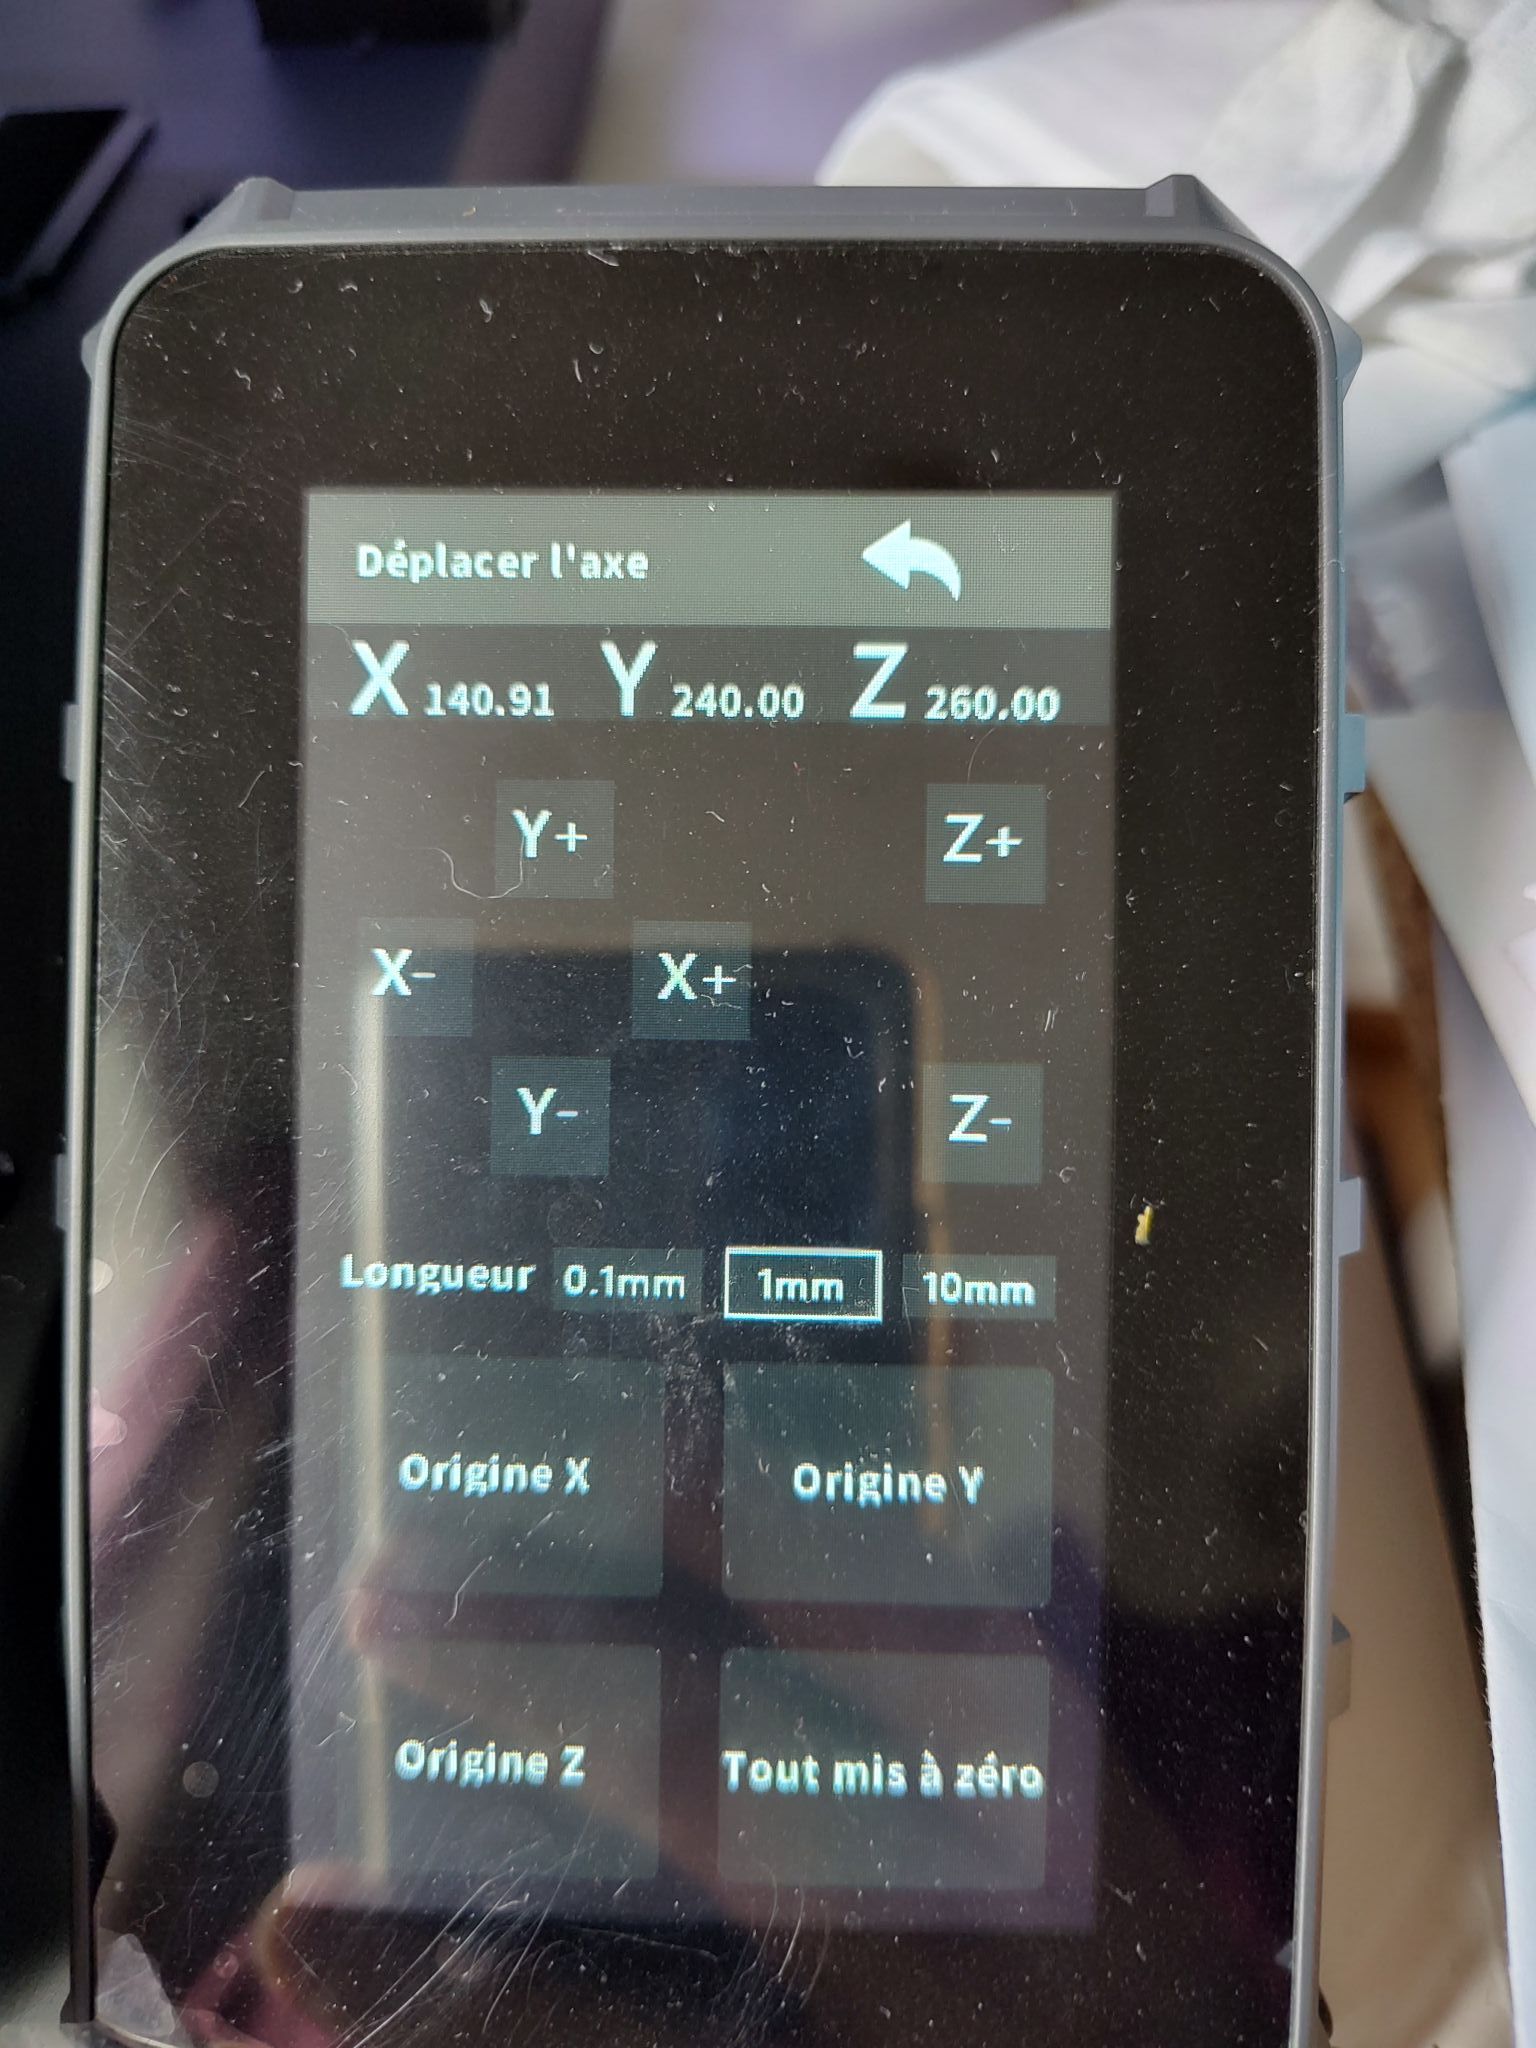 Déplacer l'axe
X 140.91 Y 240.00 Z 260.00
Y+ Z+
X- X+
Y- Z-
Longueur 0.1mm 1mm 10mm
Origine X Origine Y
Origine Z Tout mis à zéro